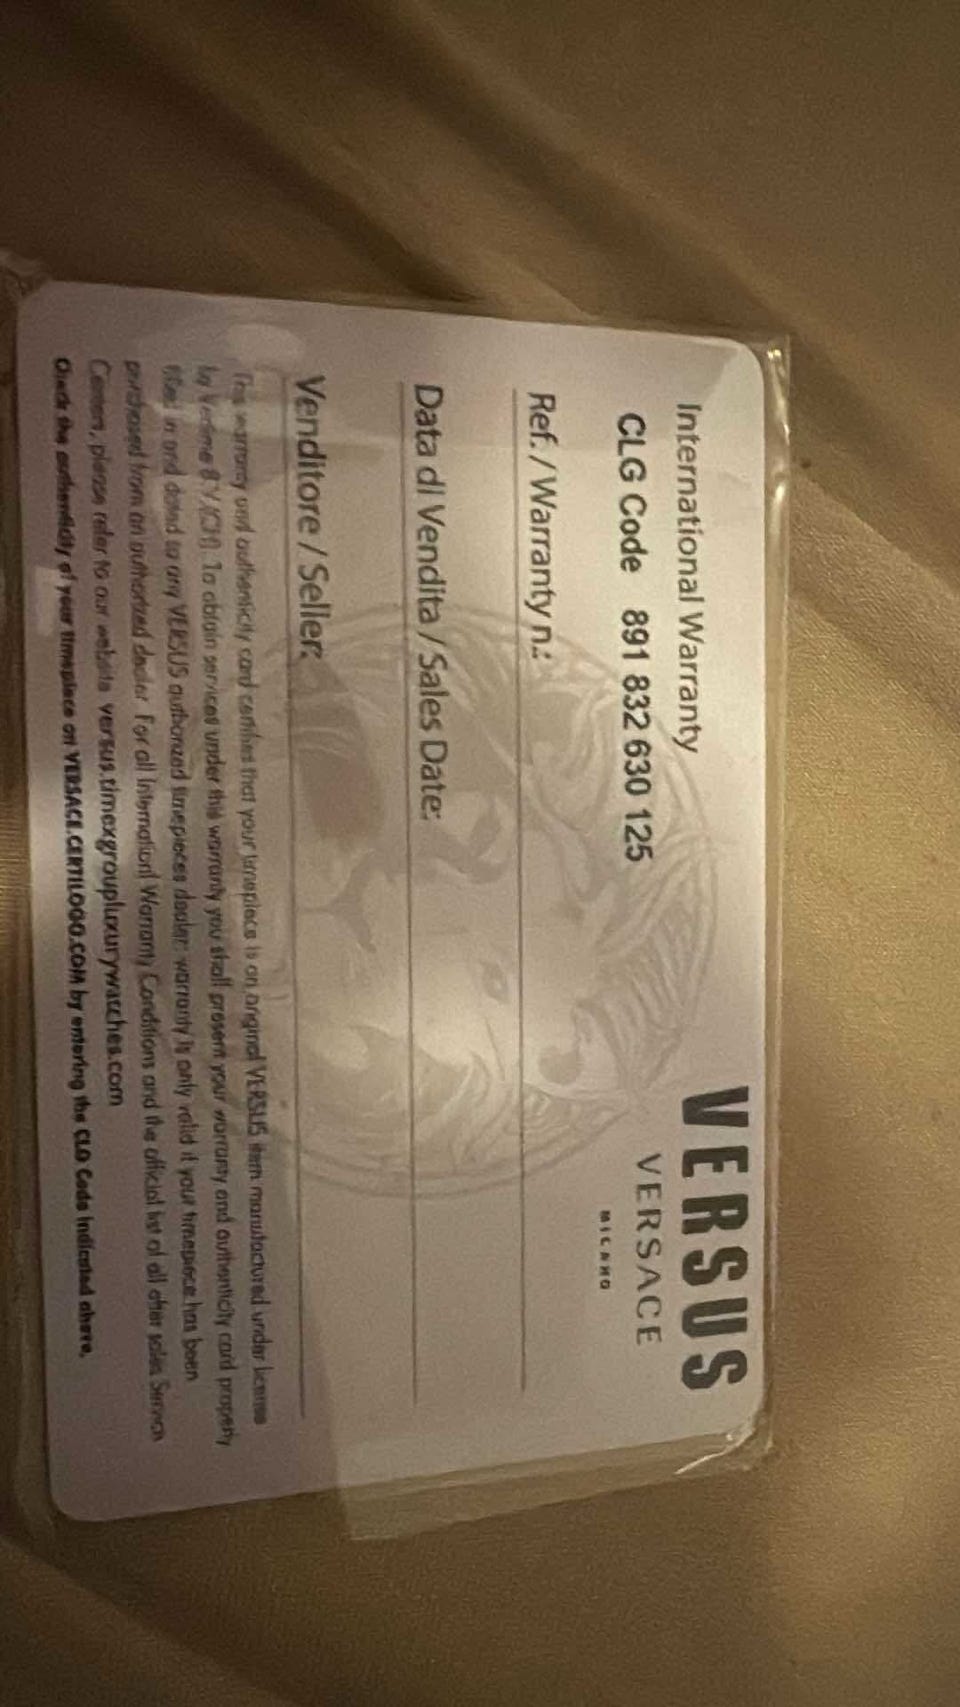 International Warranty
VERSUS
CLG Code 891 832 630 125
VERSACE
MILANO
Ref. / Warranty n.:
Data di Vendita / Sales Date:
Venditore / Seller:
This warranty and authenticity card certifies that your timepiece is an original VERSUS item manufactured under license
by Vertime B.V. (CH). To obtain services under this warranty you shall present your warranty and authenticity card properly
filled in and dated to any VERSUS authorized timepieces dealer; warranty is only valid if your timepiece has been
purchased from an authorized dealer. For all International Warranty Conditions and the official list of all after sales Service
Centers, please refer to our website versus.timexgroupluxurywatches.com
Check the authenticity of your timepiece on VERSACE.CERTILOGO.COM by entering the CLG Code indicated above.